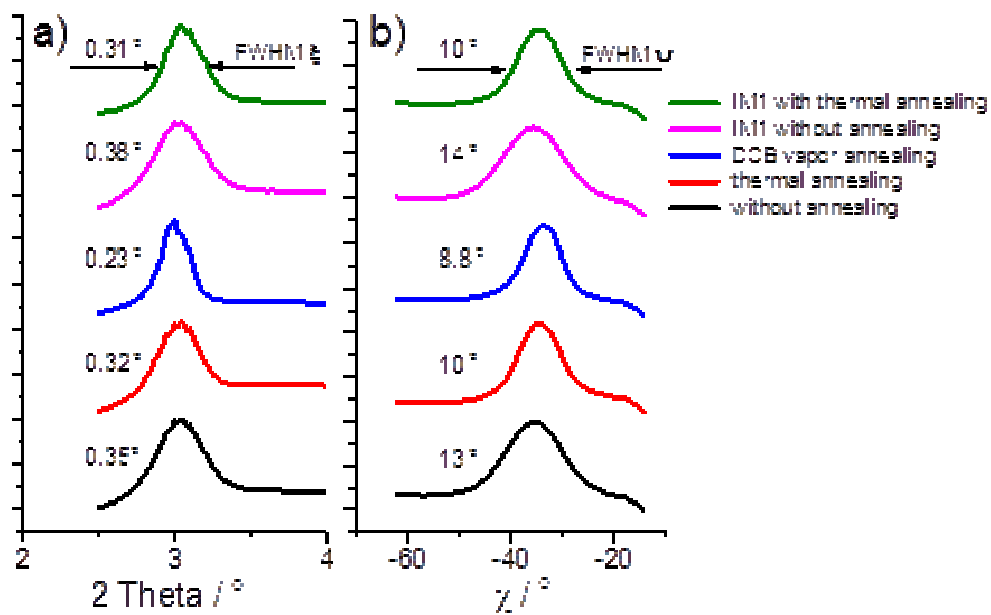 a)
0.31°
FWHM
0.38°
0.23°
0.32°
0.35°
2 3 4
2 Theta / °
b)
10°
FWHM
14°
8.8°
10°
13°
-60 -40 -20
χ / °
with thermal annealing
without annealing
DCB vapor annealing
thermal annealing
without annealing